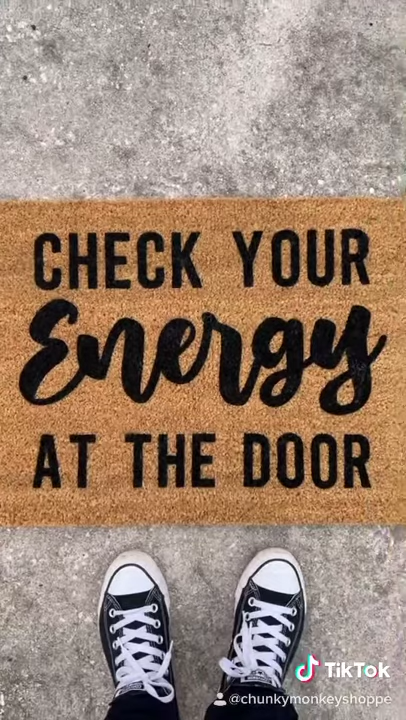 CHECK YOUR
Energy
AT THE DOOR
TikTok
@chunkymonkeyshoppe